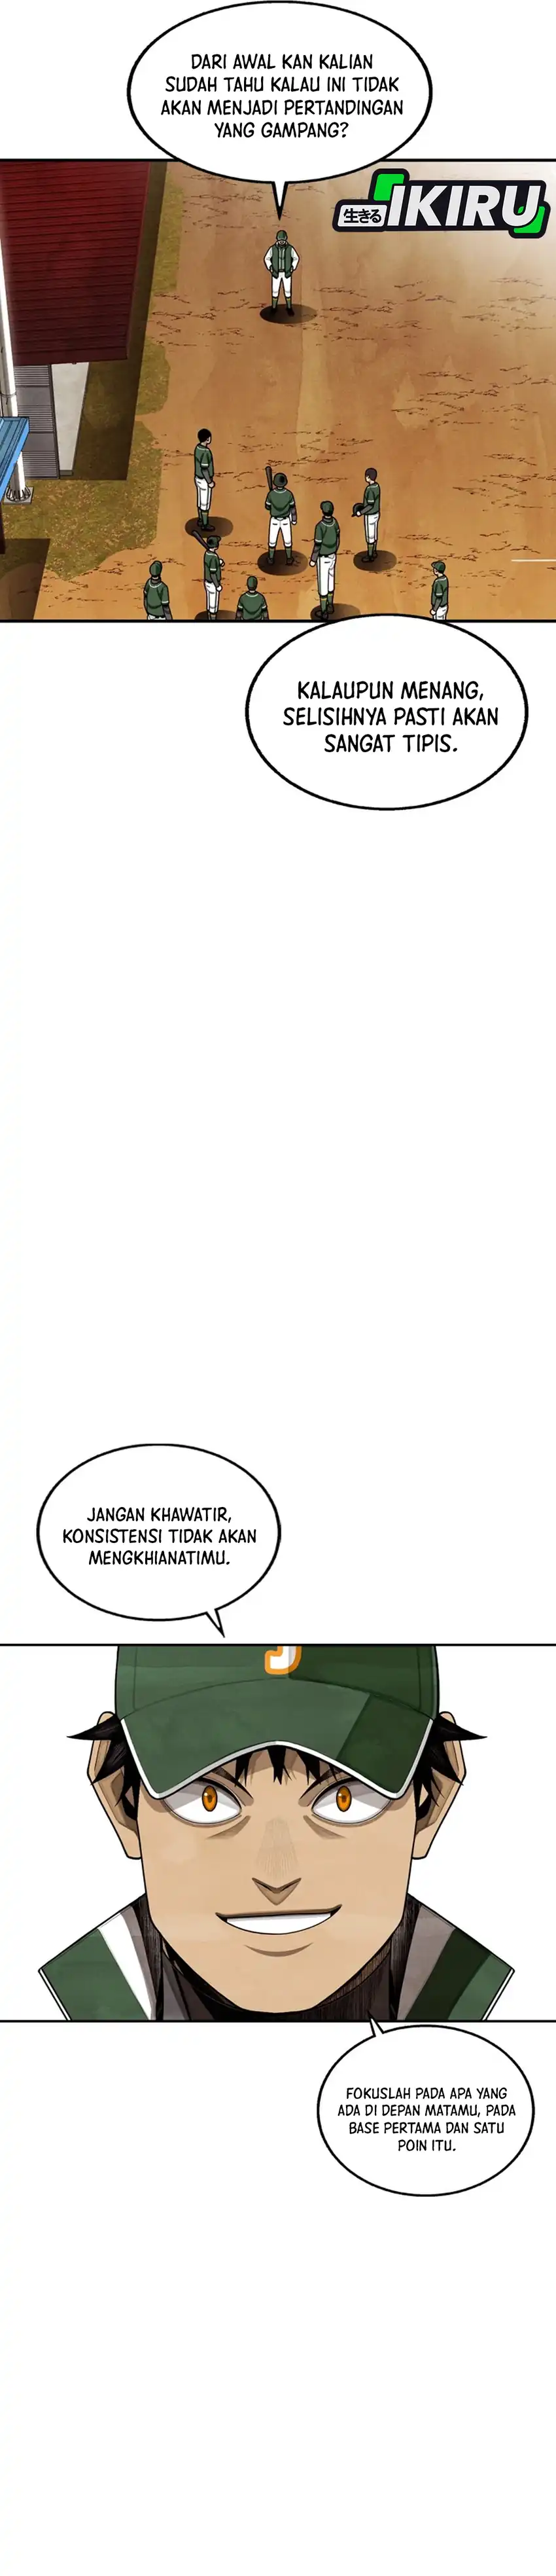 DARI AWAL KAN KALIAN
SUDAH TAHU KALAU INI TIDAK
AKAN MENJADI PERTANDINGAN
YANG GAMPANG?
生きる IKIRU
KALAUPUN MENANG,
SELISIHNYA PASTI AKAN
SANGAT TIPIS.
JANGAN KHAWATIR,
KONSISTENSI TIDAK AKAN
MENGKHIANATIMU.
J
FOKUSLAH PADA APA YANG
ADA DI DEPAN MATAMU, PADA
BASE PERTAMA DAN SATU
POIN ITU.